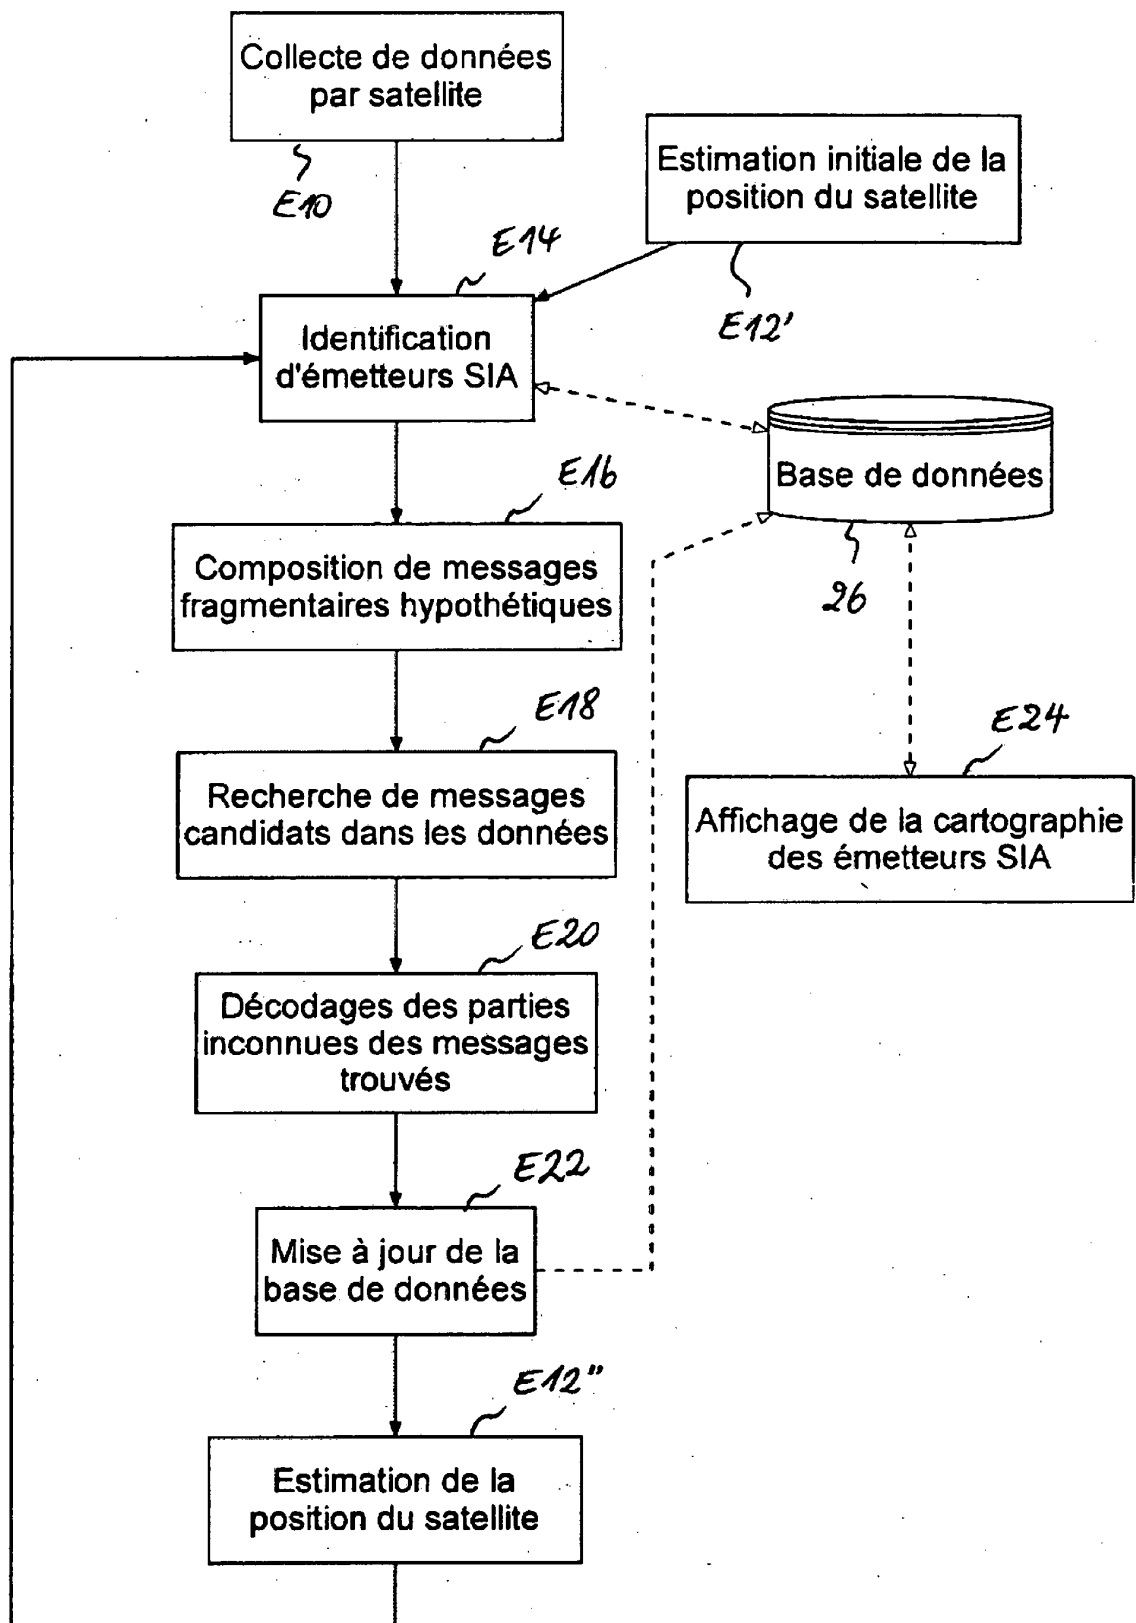 Collecte de données
par satellite
E10
Estimation initiale de la
position du satellite
E12'
E14
Identification
d'émetteurs SIA
Base de données
26
E16
Composition de messages
fragmentaires hypothétiques
E18
Recherche de messages
candidats dans les données
E24
Affichage de la cartographie
des émetteurs SIA
E20
Décodages des parties
inconnues des messages
trouvés
E22
Mise à jour de la
base de données
E12"
Estimation de la
position du satellite